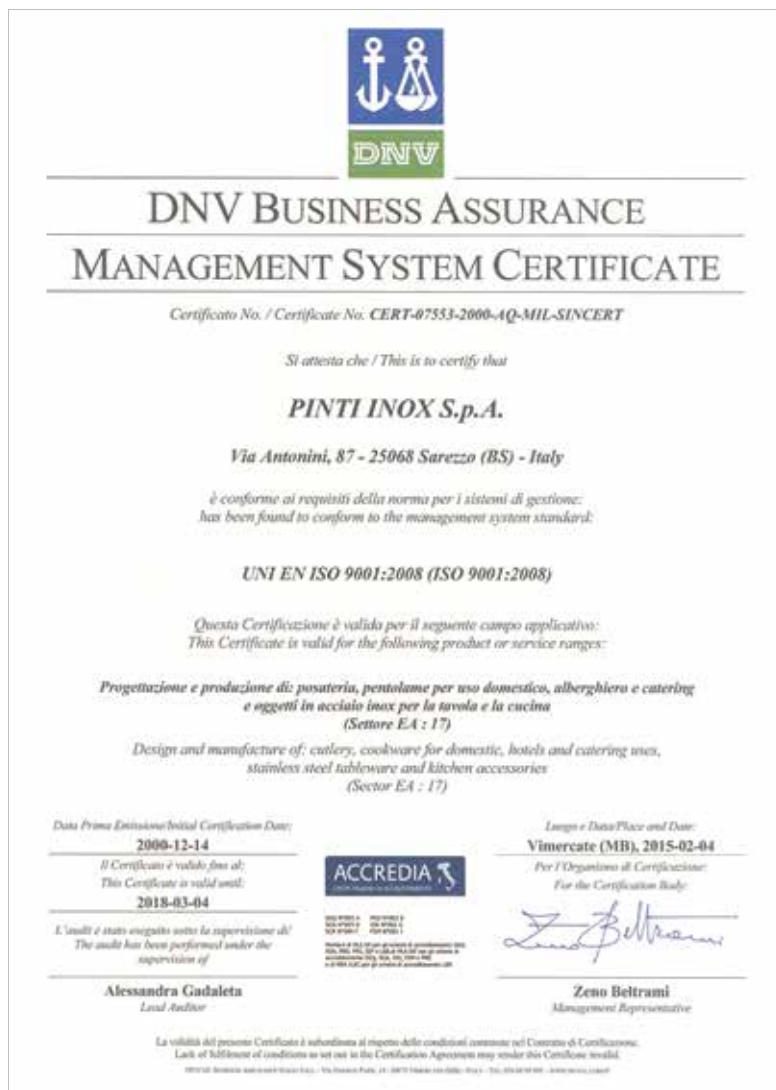 DNV
DNV BUSINESS ASSURANCE
MANAGEMENT SYSTEM CERTIFICATE
Certificato No. / Certificate No. CERT-07553-2000-AQ-MIL-SINCERT
Si attesta che / This is to certify that
PINTI INOX S.p.A.
Via Antonini, 87 - 25068 Sarezzo (BS) - Italy
è conforme ai requisiti della norma per i sistemi di gestione:
has been found to conform to the management system standard:
UNI EN ISO 9001:2008 (ISO 9001:2008)
Questa Certificazione è valida per il seguente campo applicativo:
This Certificate is valid for the following product or service ranges:
Progettazione e produzione di: posateria, pentolame per uso domestico, alberghiero e catering
e oggetti in acciaio inox per la tavola e la cucina
(Settore EA : 17)
Design and manufacture of: cutlery, cookware for domestic, hotels and catering uses,
stainless steel tableware and kitchen accessories
(Sector EA : 17)
Data Prima Emissione/Initial Certification Date:
2000-12-14
Il Certificato è valido fino al:
This Certificate is valid until:
2018-03-04
L'audit è stato eseguito sotto la supervisione di/
The audit has been performed under the
supervision of
Alessandra Gadaleta
Lead Auditor
ACCREDIA
Luogo e Data/Place and Date:
Vimercate (MB), 2015-02-04
Per l'Organismo di Certificazione:
For the Certification Body:
Zeno Beltrami
Zeno Beltrami
Management Representative
La validità del presente Certificato è subordinata al rispetto delle condizioni contenute nel Contratto di Certificazione.
Lack of fulfilment of conditions as set out in the Certification Agreement may render this Certificate invalid.